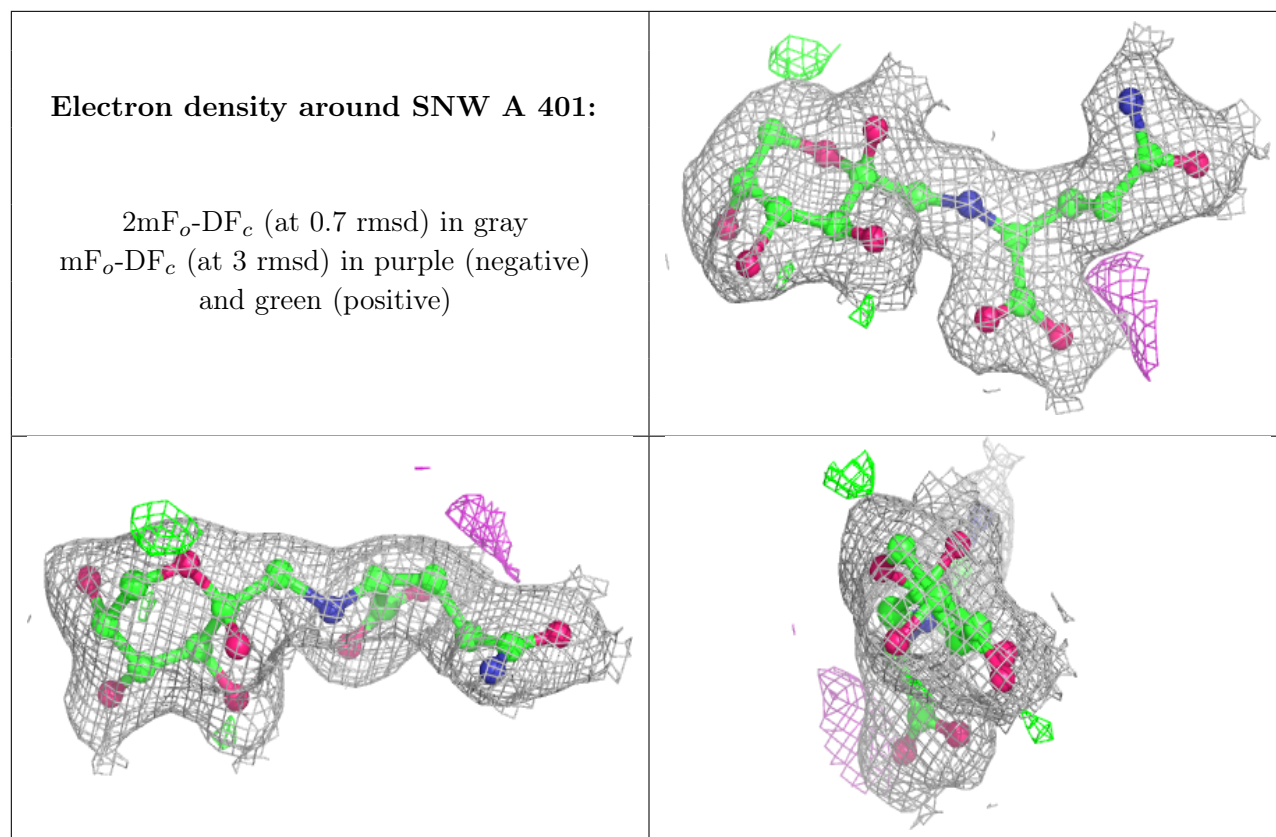 Electron density around SNW A 401:
2mFo-DFc (at 0.7 rmsd) in gray
mFo-DFc (at 3 rmsd) in purple (negative)
and green (positive)